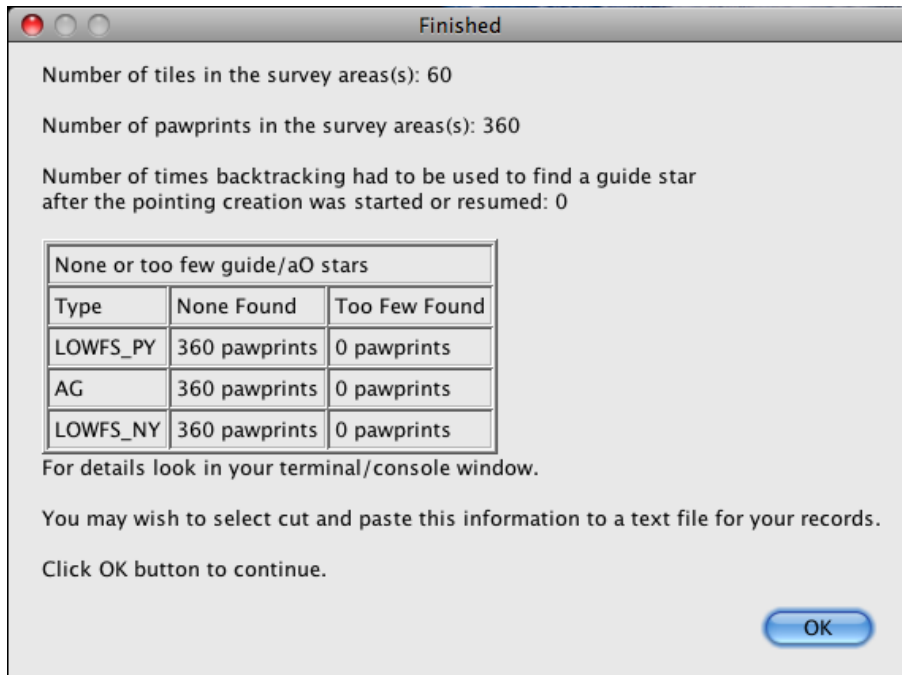 Finished
Number of tiles in the survey areas(s): 60
Number of pawprints in the survey areas(s): 360
Number of times backtracking had to be used to find a guide star
after the pointing creation was started or resumed: 0
None or too few guide/aO stars
Type None Found Too Few Found
LOWFS_PY 360 pawprints 0 pawprints
AG 360 pawprints 0 pawprints
LOWFS_NY 360 pawprints 0 pawprints
For details look in your terminal/console window.
You may wish to select cut and paste this information to a text file for your records.
Click OK button to continue.
OK